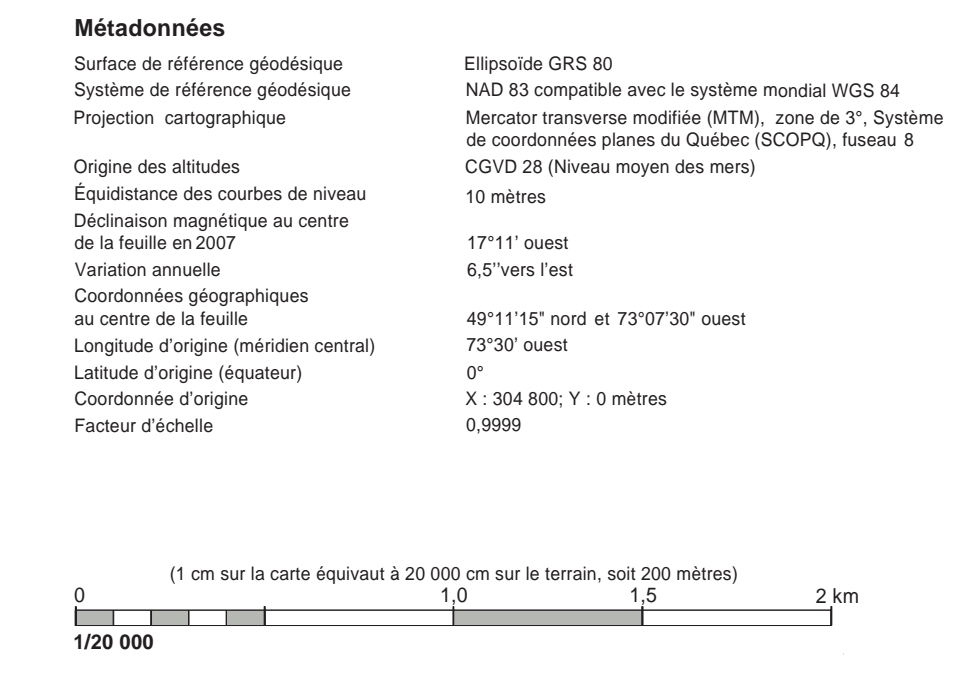 Métadonnées
Surface de référence géodésique Ellipsoïde GRS 80
Système de référence géodésique NAD 83 compatible avec le système mondial WGS 84
Projection cartographique Mercator transverse modifiée (MTM), zone de 3°, Système
de coordonnées planes du Québec (SCOPQ), fuseau 8
Origine des altitudes CGVD 28 (Niveau moyen des mers)
Équidistance des courbes de niveau 10 mètres
Déclinaison magnétique au centre
de la feuille en 2007 17°11' ouest
Variation annuelle 6,5''vers l'est
Coordonnées géographiques
au centre de la feuille 49°11'15" nord et 73°07'30" ouest
Longitude d'origine (méridien central) 73°30' ouest
Latitude d'origine (équateur) 0°
Coordonnée d'origine X : 304 800; Y : 0 mètres
Facteur d'échelle 0,9999
(1 cm sur la carte équivaut à 20 000 cm sur le terrain, soit 200 mètres)
0 1,0 1,5 2 km
1/20 000